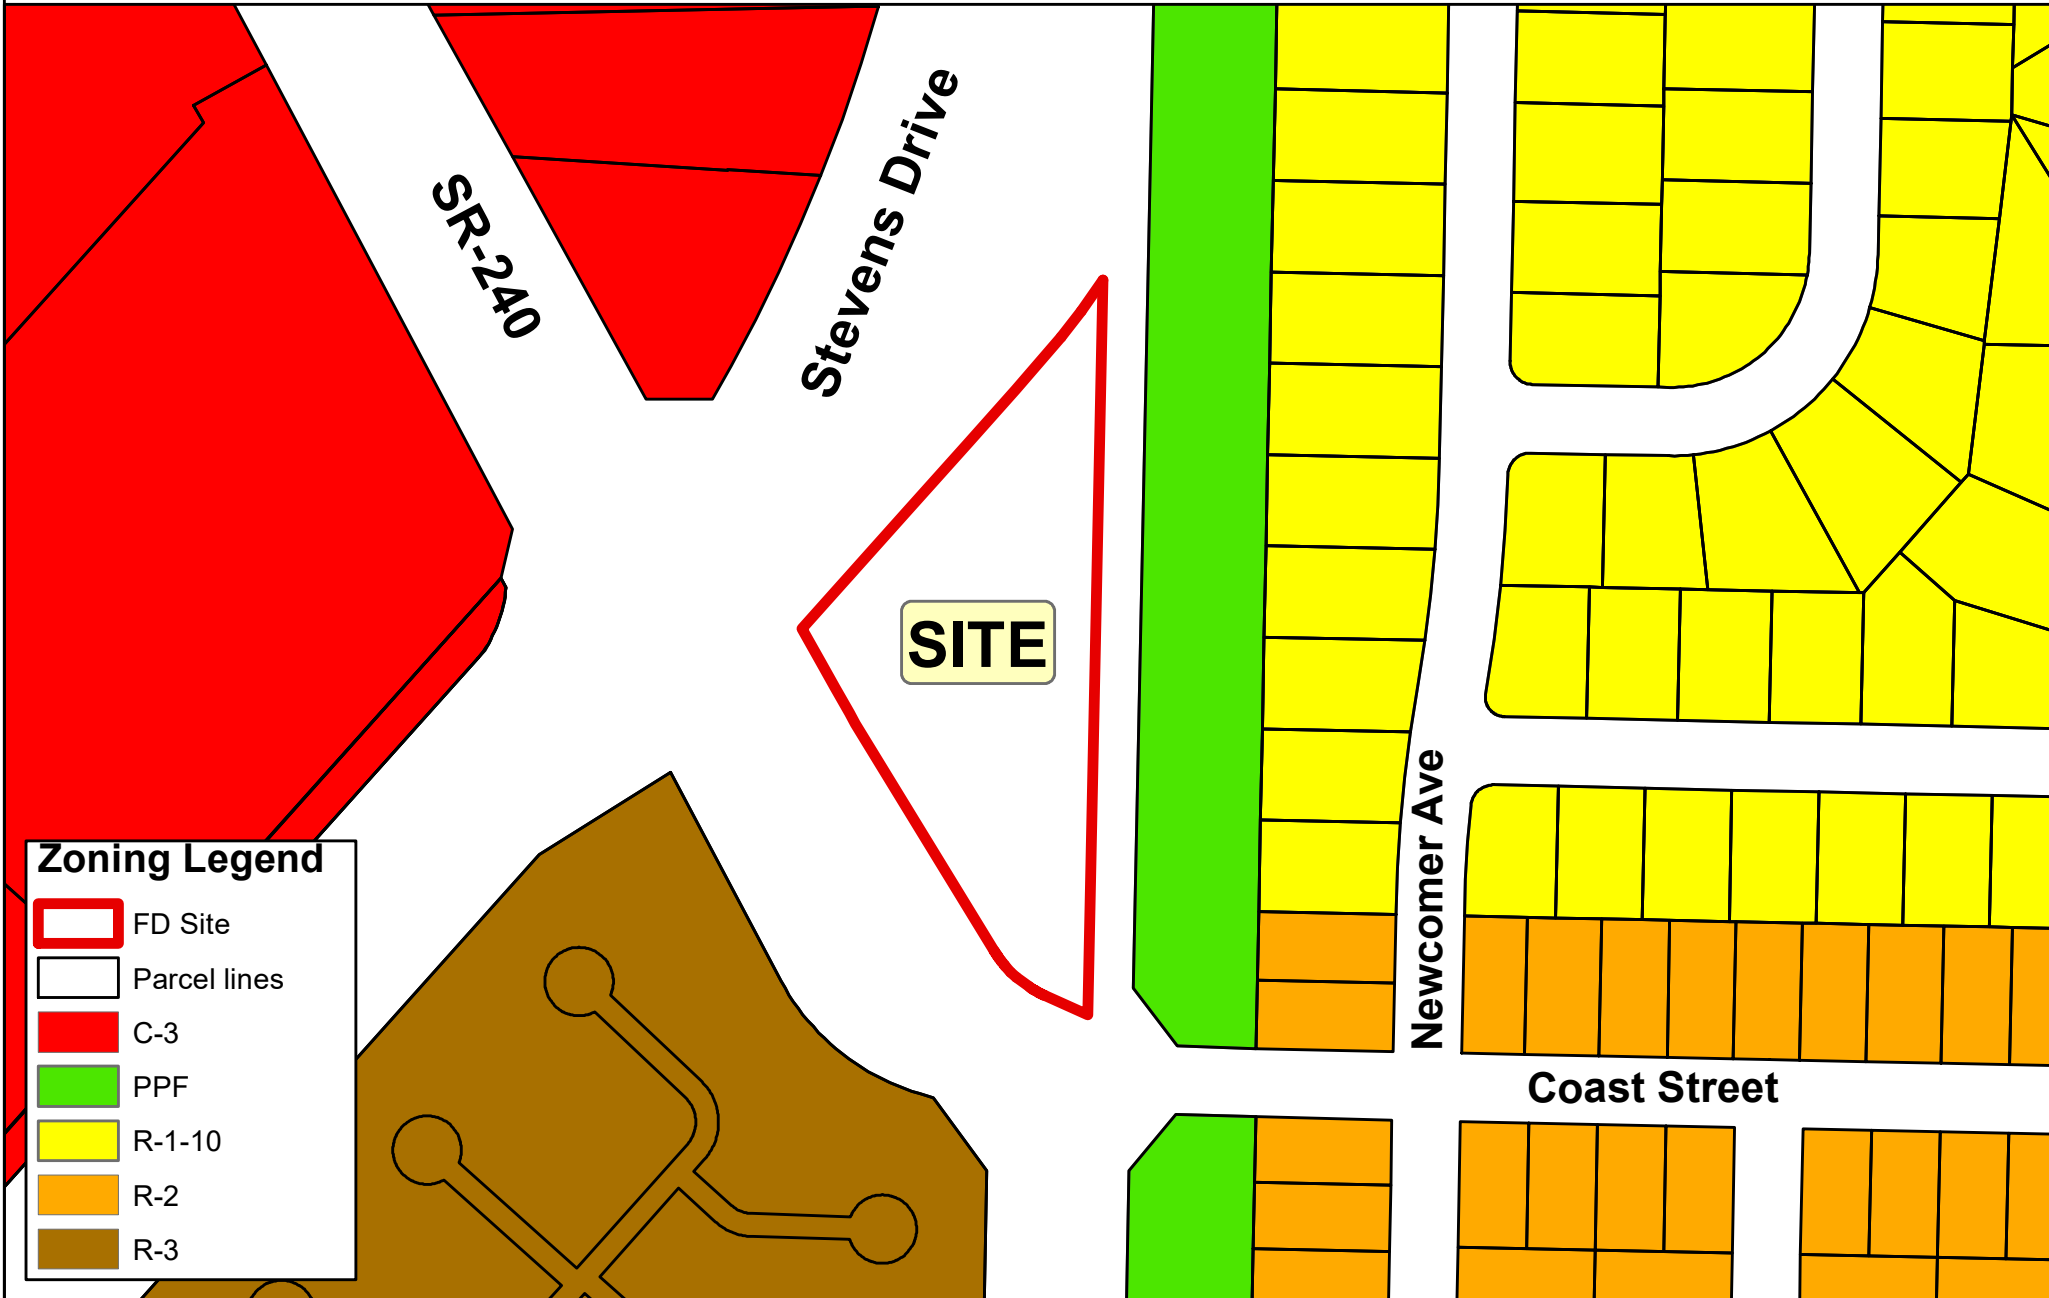 SR-240
Stevens Drive
SITE
Newcomer Ave
Coast Street
Zoning Legend
FD Site
Parcel lines
C-3
PPF
R-1-10
R-2
R-3